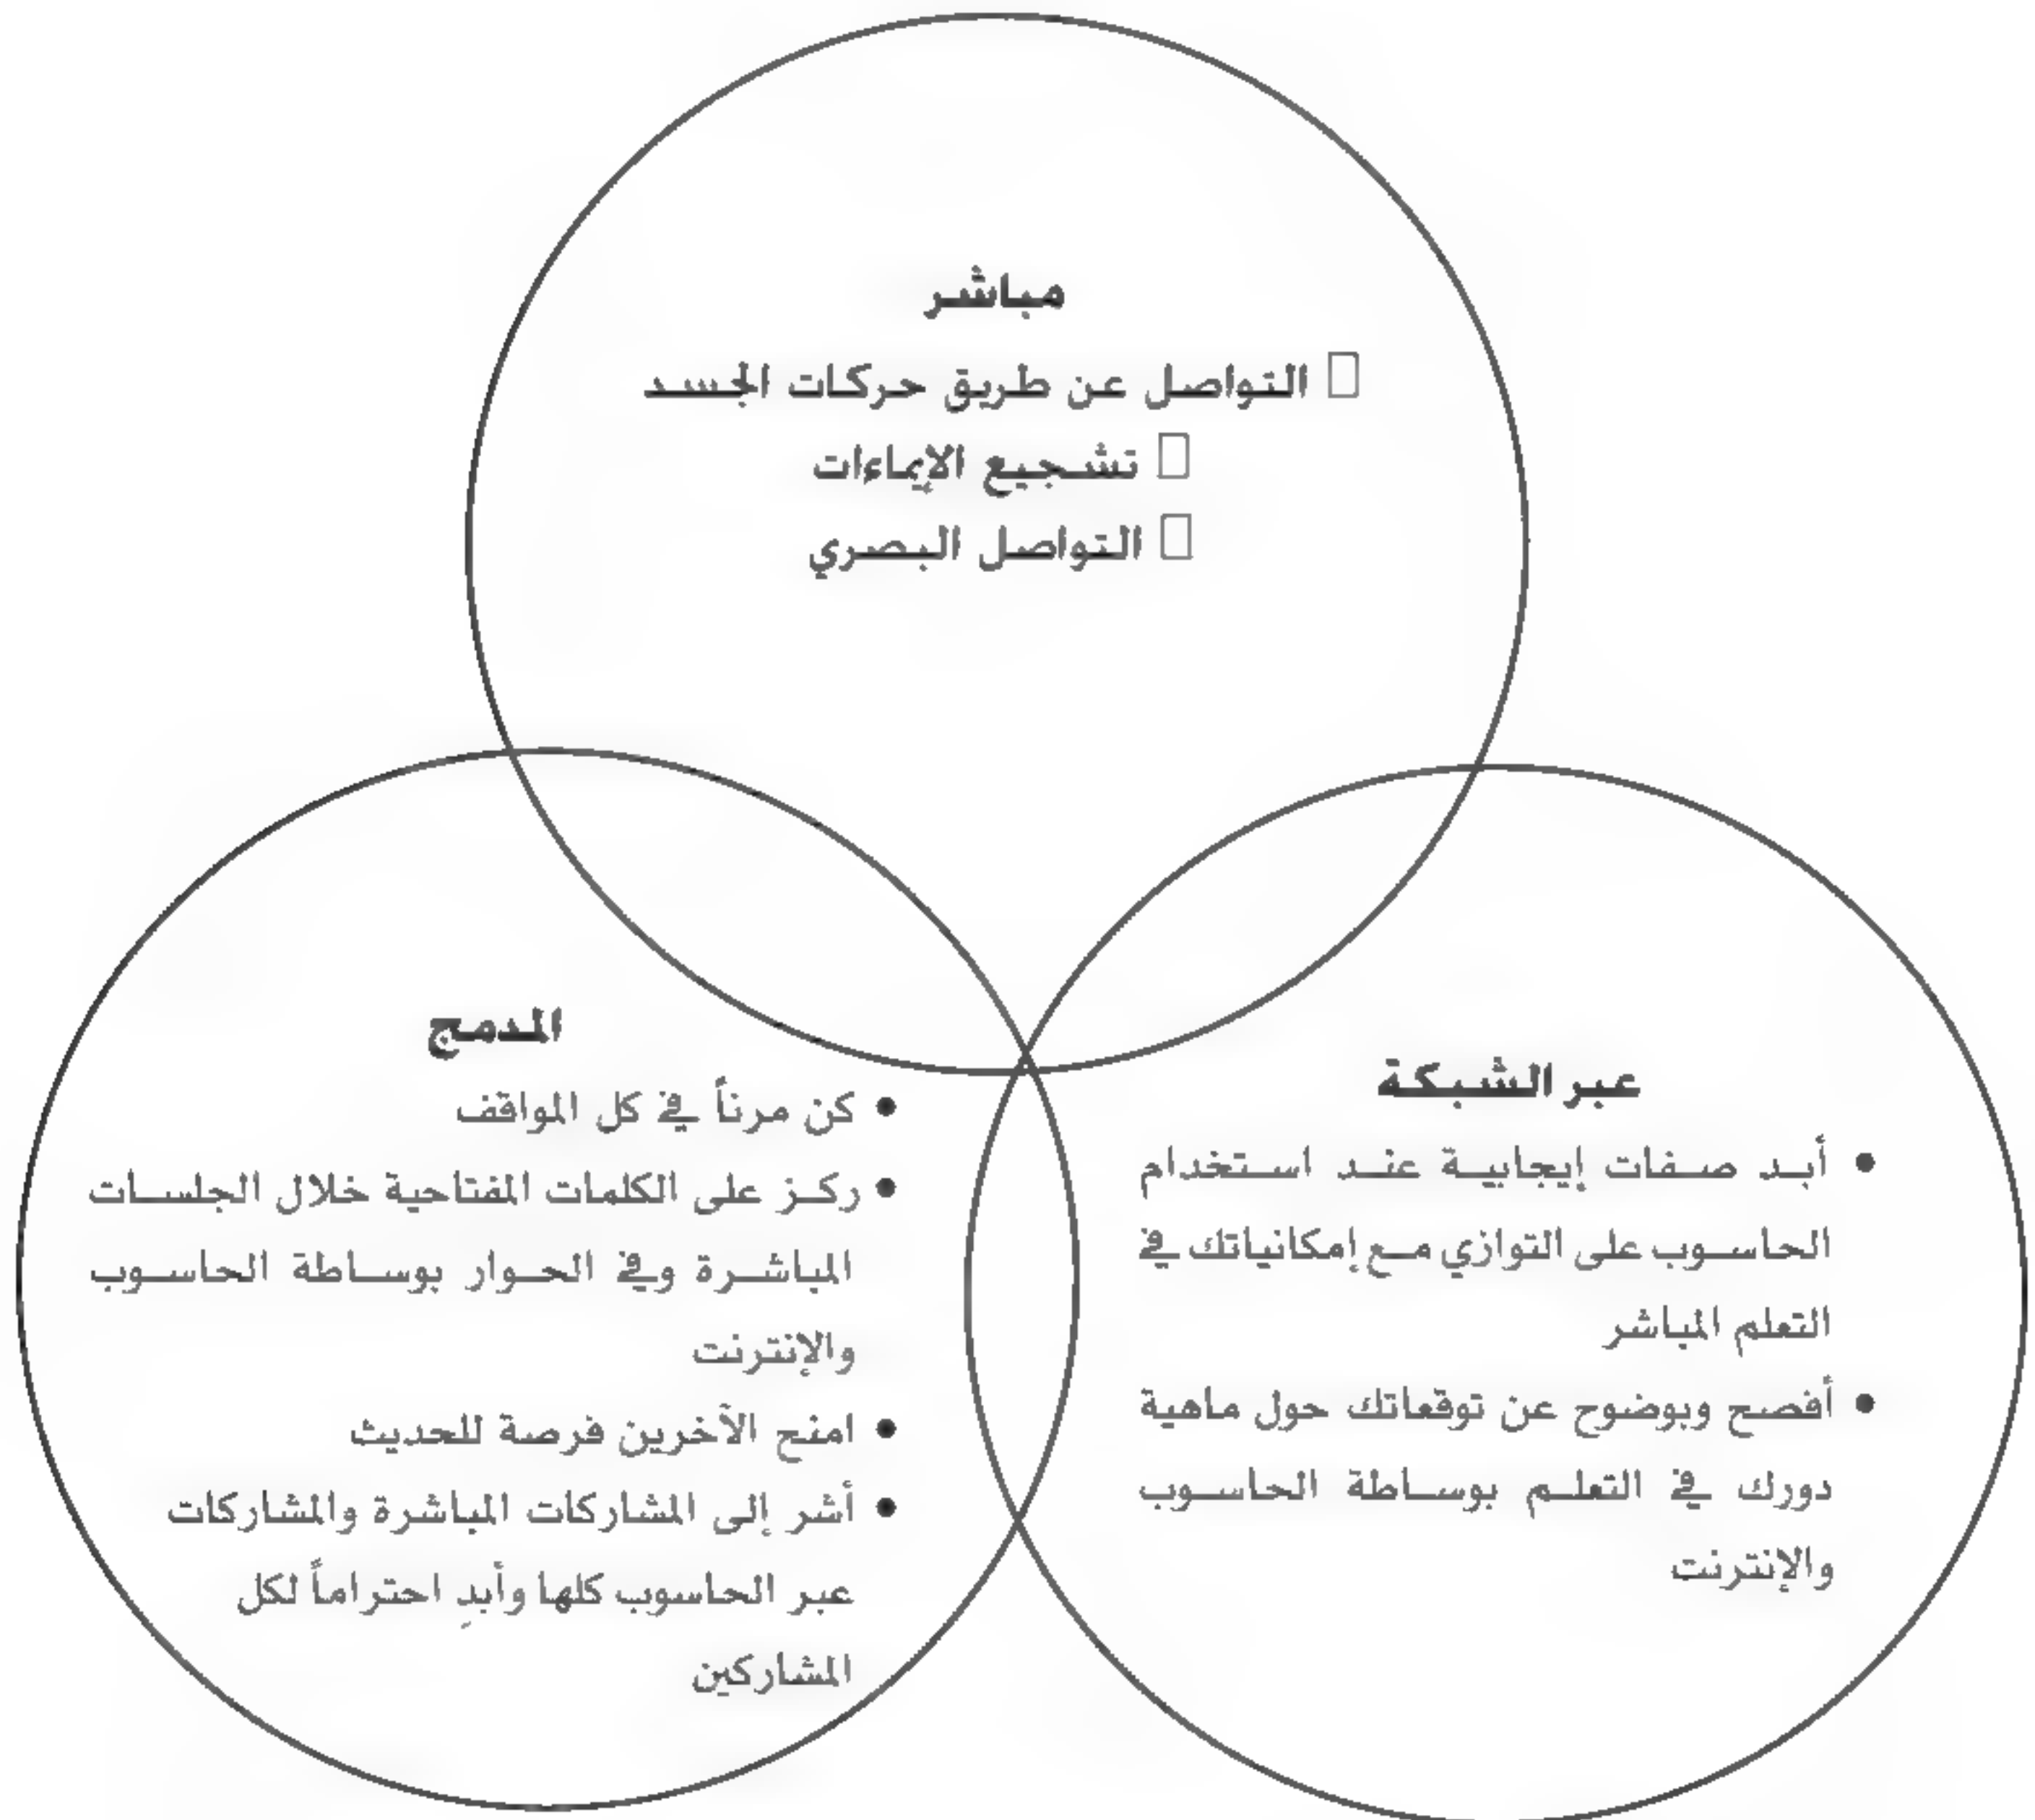 مباشر
التواصل عن طريق حركات الجسد
تشجيع الإيماءات
التواصل البصري
المدمج
• كن مرناً في كل المواقف
• ركز على الكلمات المفتاحية خلال الجلسات
المباشرة وفي الحوار بوساطة الحاسوب
والإنترنت
• امنح الآخرين فرصة للحديث
• أشر إلى المشاركات المباشرة والمشاركات
عبر الحاسوب كلها وأبدِ احتراماً لكل
المشاركين
عبر الشبكة
• أبد صفات إيجابية عند استخدام
الحاسوب على التوازي مع إمكانياتك في
التعلم المباشر
• أفصح وبوضوح عن توقعاتك حول ماهية
دورك في التعلم بوساطة الحاسوب
والإنترنت